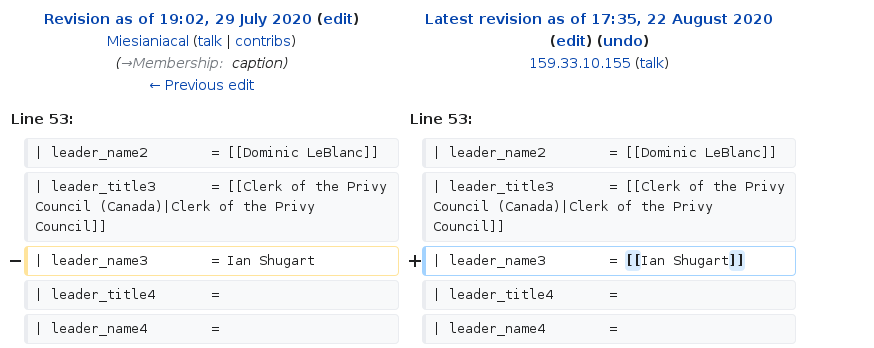 Revision as of 19:02, 29 July 2020 (edit)
Miesianiacal (talk | contribs)
(→Membership: caption)
← Previous edit
Latest revision as of 17:35, 22 August 2020
(edit) (undo)
159.33.10.155 (talk)
Line 53:
Line 53:
| leader_name2        = [[Dominic LeBlanc]]
| leader_name2        = [[Dominic LeBlanc]]
| leader_title3       = [[Clerk of the Privy
Council (Canada)|Clerk of the Privy
Council]]
| leader_title3       = [[Clerk of the Privy
Council (Canada)|Clerk of the Privy
Council]]
− | leader_name3        = Ian Shugart
+ | leader_name3        = [[Ian Shugart]]
| leader_title4       =
| leader_title4       =
| leader_name4        =
| leader_name4        =